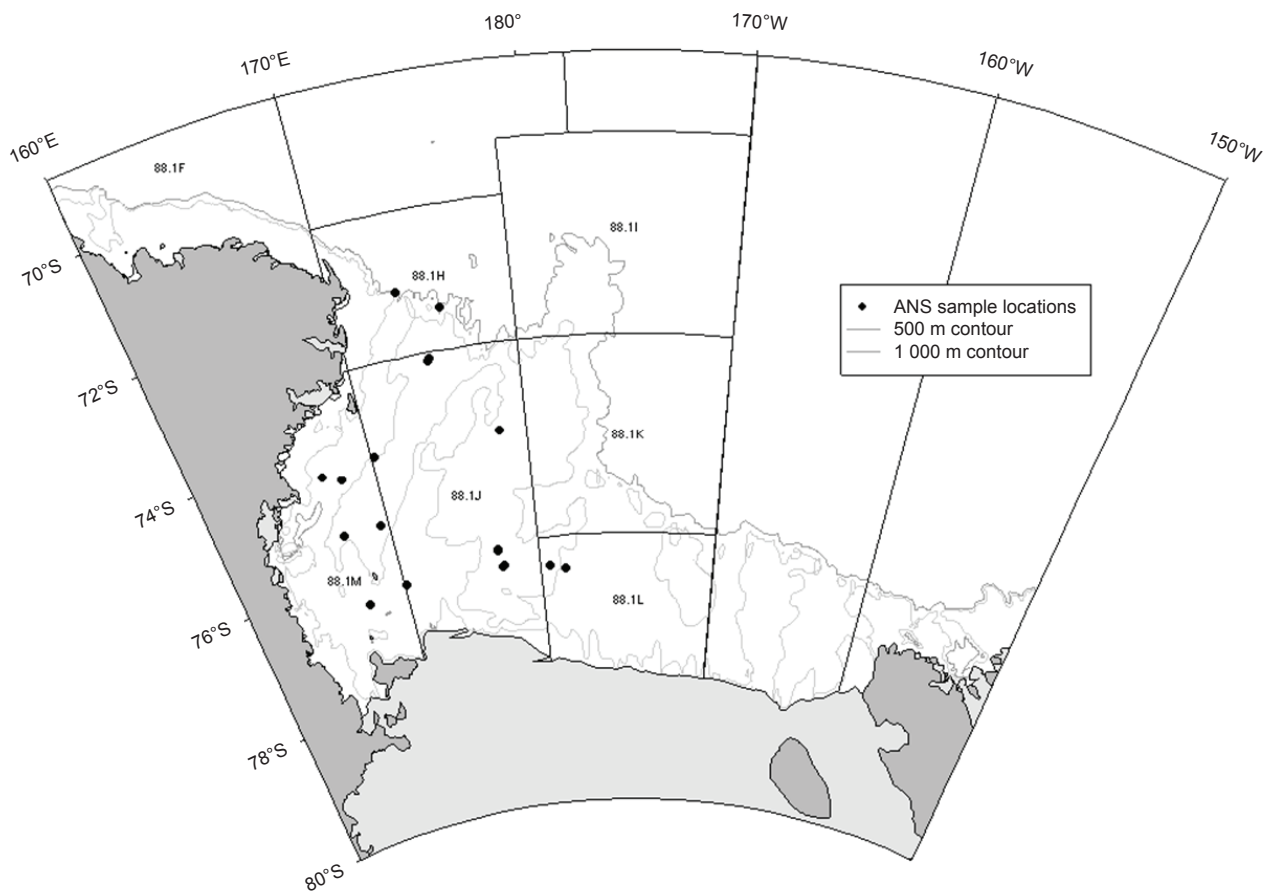 180°
170°W
170°E
160°W
160°E
150°W
88.1F
88.1I
70°S
88.1H
ANS sample locations
500 m contour
1 000 m contour
72°S
88.1K
74°S
88.1J
88.1M
88.1L
76°S
78°S
80°S